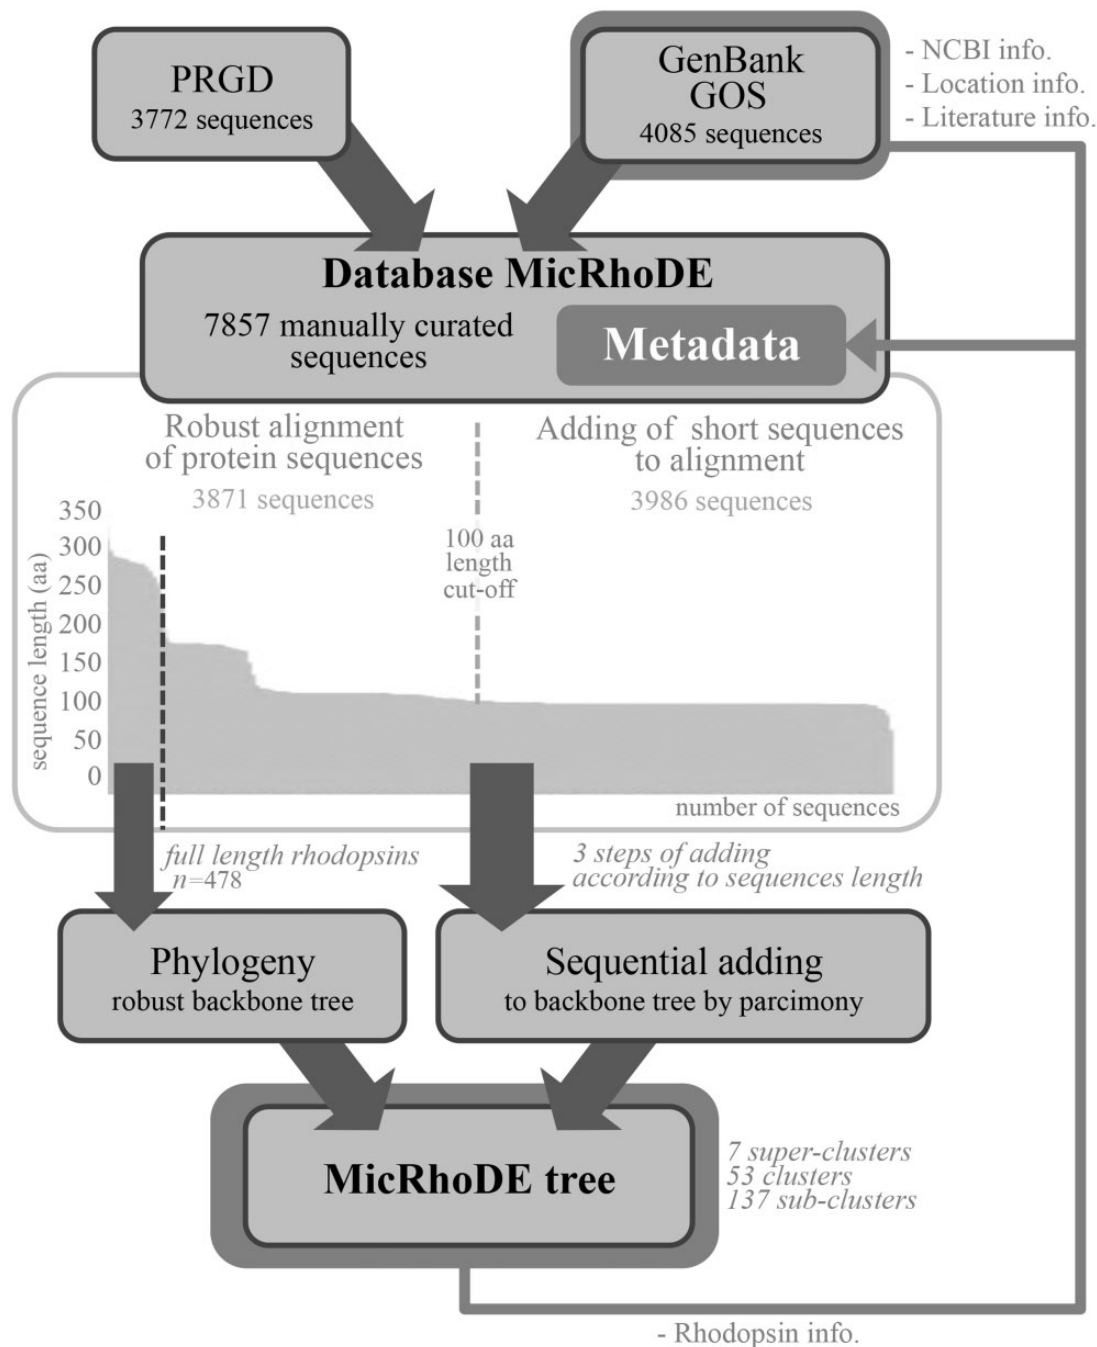 PRGD
3772 sequences
GenBank
GOS
4085 sequences
- NCBI info.
- Location info.
- Literature info.
Database MicRhoDE
7857 manually curated
sequences
Metadata
Robust alignment
of protein sequences
3871 sequences
Adding of short sequences
to alignment
3986 sequences
100 aa
length
cut-off
sequence length (aa)
350
300
250
200
150
100
50
0
number of sequences
full length rhodopsins
n=478
3 steps of adding
according to sequences length
Phylogeny
robust backbone tree
Sequential adding
to backbone tree by parcimony
MicRhoDE tree
7 super-clusters
53 clusters
137 sub-clusters
- Rhodopsin info.